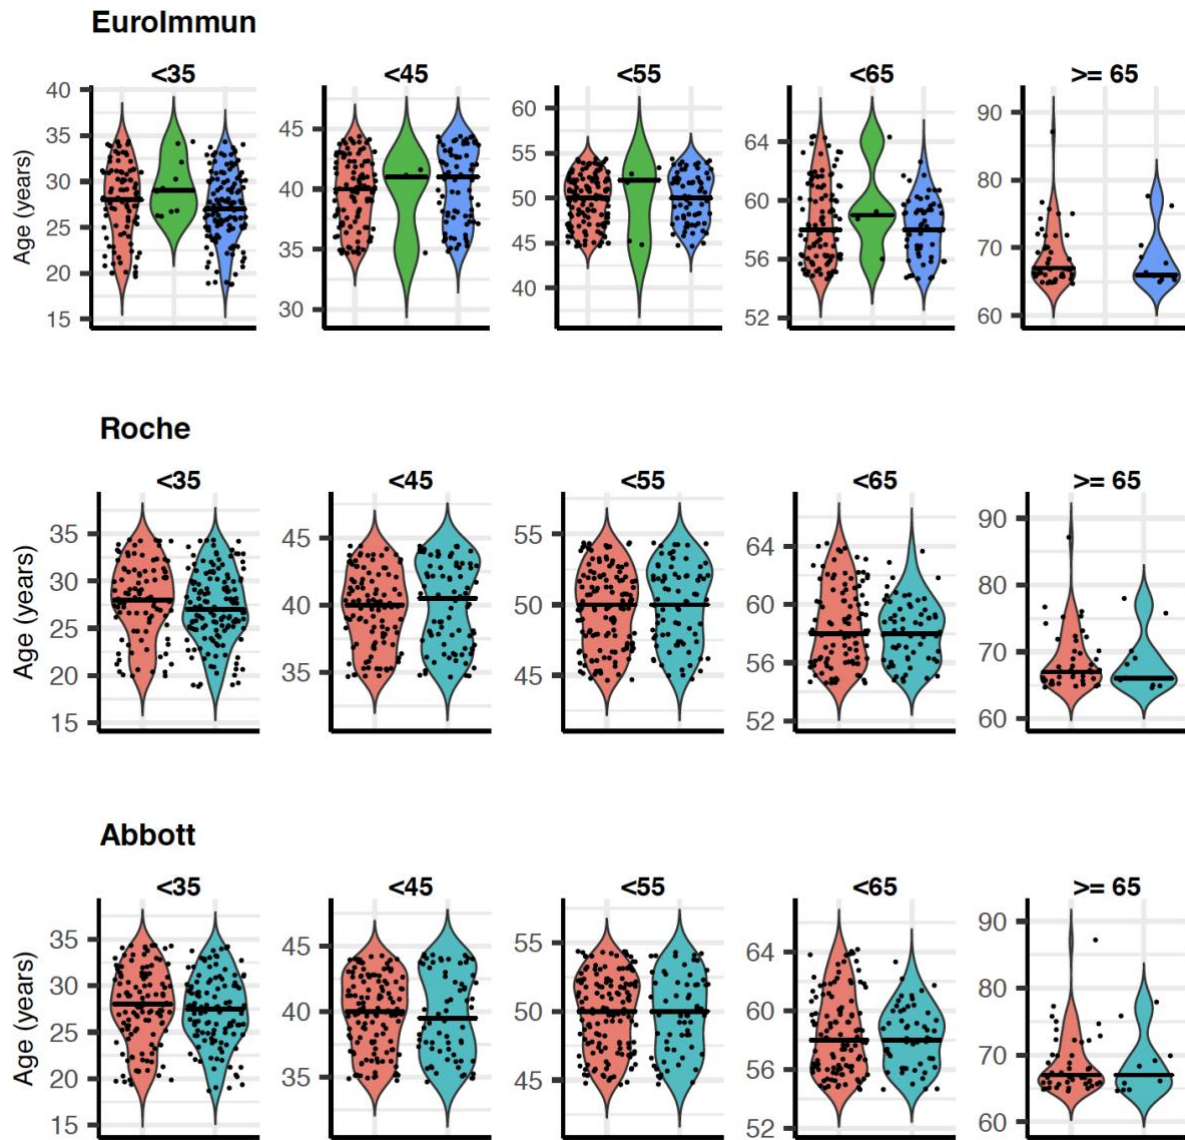 EuroImmun
<35 <45 <55 <65 >= 65
Age (years)
40 35 30 25 20 15
45 40 35 30
60 55 50 45 40
64 60 56 52
90 80 70 60
Roche
<35 <45 <55 <65 >= 65
Age (years)
35 30 25 20 15
45 40 35
55 50 45
64 60 56 52
90 80 70 60
Abbott
<35 <45 <55 <65 >= 65
Age (years)
35 30 25 20 15
45 40 35
55 50 45
64 60 56 52
90 80 70 60